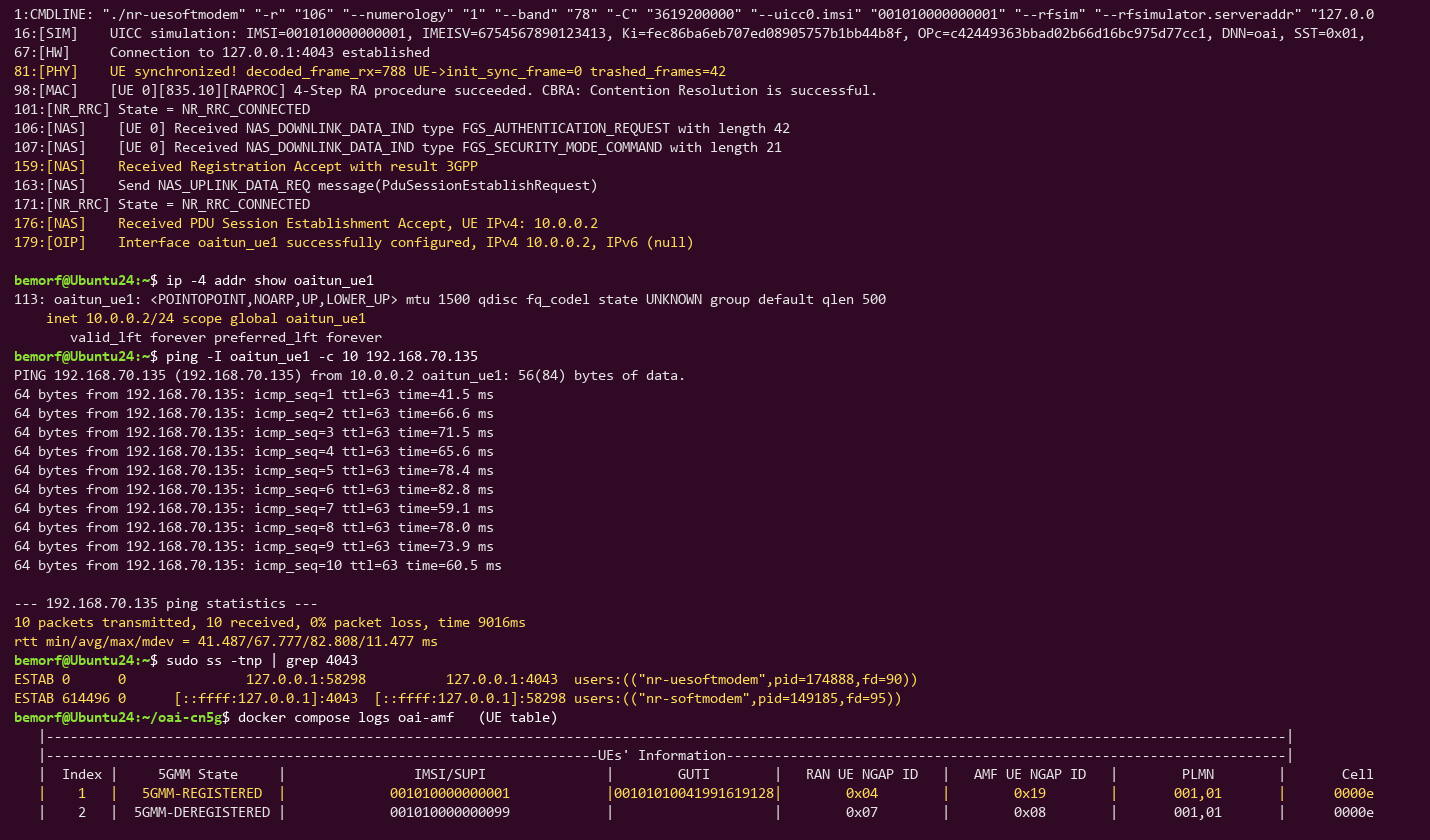 1:CMDLINE: "./nr-uesoftmodem" "-r" "106" "--numerology" "1" "--band" "78" "-C" "3619200000" "--uicc0.imsi" "001010000000001" "--rfsim" "--rfsimulator.serveraddr" "127.0.0
16:[SIM]    UICC simulation: IMSI=001010000000001, IMEISV=6754567890123413, Ki=fec86ba6eb707ed08905757b1bb44b8f, OPc=c42449363bbad02b66d16bc975d77cc1, DNN=oai, SST=0x01,
67:[HW]     Connection to 127.0.0.1:4043 established
81:[PHY]    UE synchronized! decoded_frame_rx=788 UE->init_sync_frame=0 trashed_frames=42
98:[MAC]    [UE 0][835.10][RAPROC] 4-Step RA procedure succeeded. CBRA: Contention Resolution is successful.
101:[NR_RRC] State = NR_RRC_CONNECTED
106:[NAS]    [UE 0] Received NAS_DOWNLINK_DATA_IND type FGS_AUTHENTICATION_REQUEST with length 42
107:[NAS]    [UE 0] Received NAS_DOWNLINK_DATA_IND type FGS_SECURITY_MODE_COMMAND with length 21
159:[NAS]    Received Registration Accept with result 3GPP
163:[NAS]    Send NAS_UPLINK_DATA_REQ message(PduSessionEstablishRequest)
171:[NR_RRC] State = NR_RRC_CONNECTED
176:[NAS]    Received PDU Session Establishment Accept, UE IPv4: 10.0.0.2
179:[OIP]    Interface oaitun_ue1 successfully configured, IPv4 10.0.0.2, IPv6 (null)
bemorf@Ubuntu24:~$ ip -4 addr show oaitun_ue1
113: oaitun_ue1: <POINTOPOINT,NOARP,UP,LOWER_UP> mtu 1500 qdisc fq_codel state UNKNOWN group default qlen 500
    inet 10.0.0.2/24 scope global oaitun_ue1
       valid_lft forever preferred_lft forever
bemorf@Ubuntu24:~$ ping -I oaitun_ue1 -c 10 192.168.70.135
PING 192.168.70.135 (192.168.70.135) from 10.0.0.2 oaitun_ue1: 56(84) bytes of data.
64 bytes from 192.168.70.135: icmp_seq=1 ttl=63 time=41.5 ms
64 bytes from 192.168.70.135: icmp_seq=2 ttl=63 time=66.6 ms
64 bytes from 192.168.70.135: icmp_seq=3 ttl=63 time=71.5 ms
64 bytes from 192.168.70.135: icmp_seq=4 ttl=63 time=65.6 ms
64 bytes from 192.168.70.135: icmp_seq=5 ttl=63 time=78.4 ms
64 bytes from 192.168.70.135: icmp_seq=6 ttl=63 time=82.8 ms
64 bytes from 192.168.70.135: icmp_seq=7 ttl=63 time=59.1 ms
64 bytes from 192.168.70.135: icmp_seq=8 ttl=63 time=78.0 ms
64 bytes from 192.168.70.135: icmp_seq=9 ttl=63 time=73.9 ms
64 bytes from 192.168.70.135: icmp_seq=10 ttl=63 time=60.5 ms
--- 192.168.70.135 ping statistics ---
10 packets transmitted, 10 received, 0% packet loss, time 9016ms
rtt min/avg/max/mdev = 41.487/67.777/82.808/11.477 ms
bemorf@Ubuntu24:~$ sudo ss -tnp | grep 4043
ESTAB 0      0                      127.0.0.1:58298          127.0.0.1:4043  users:(("nr-uesoftmodem",pid=174888,fd=90))
ESTAB 614496 0      [::ffff:127.0.0.1]:4043  [::ffff:127.0.0.1]:58298 users:(("nr-softmodem",pid=149185,fd=95))
bemorf@Ubuntu24:~/oai-cn5g$ docker compose logs oai-amf   (UE table)
|----------------------------------------------------------------------------------------------------------------------------------------------------------|
|---------------------------------------------------------------------UEs' Information----------------------------------------------------------------------|
|  Index |     5GMM State     |                IMSI/SUPI               |        GUTI        |   RAN UE NGAP ID   |   AMF UE NGAP ID   |        PLMN        |       Cell
|    1   |   5GMM-REGISTERED  |             001010000000001            |00101010041991619128|        0x04        |        0x19        |       001,01       |      0000e
|    2   |  5GMM-DEREGISTERED |             001010000000099            |                    |        0x07        |        0x08        |       001,01       |      0000e